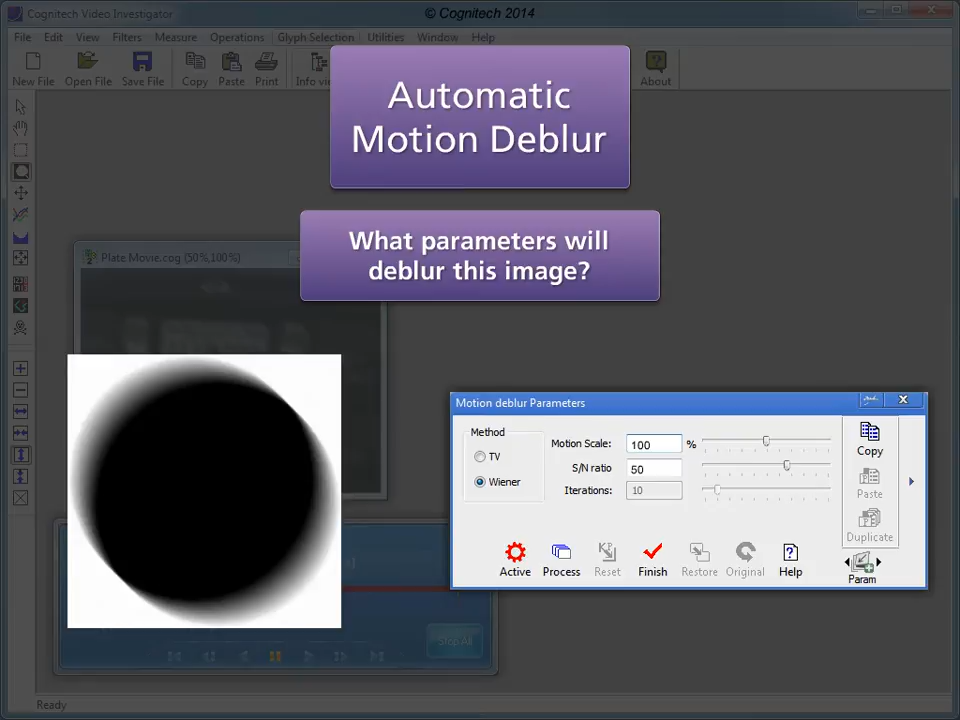 Cognitech Video Investigator
© Cognitech 2014
File Edit View Filters Measure Operations Glyph Selection Utilities Window Help
New File Open File Save File Copy Paste Print Info vi About
Automatic
Motion Deblur
What parameters will
deblur this image?
Plate Movie.cog (50%,100%)
Motion deblur Parameters
Method
TV
Wiener
Motion Scale: 100 %
S/N ratio 50
Iterations: 10
Copy
Paste
Duplicate
Param
Active Process Reset Finish Restore Original Help
Stop All
Ready